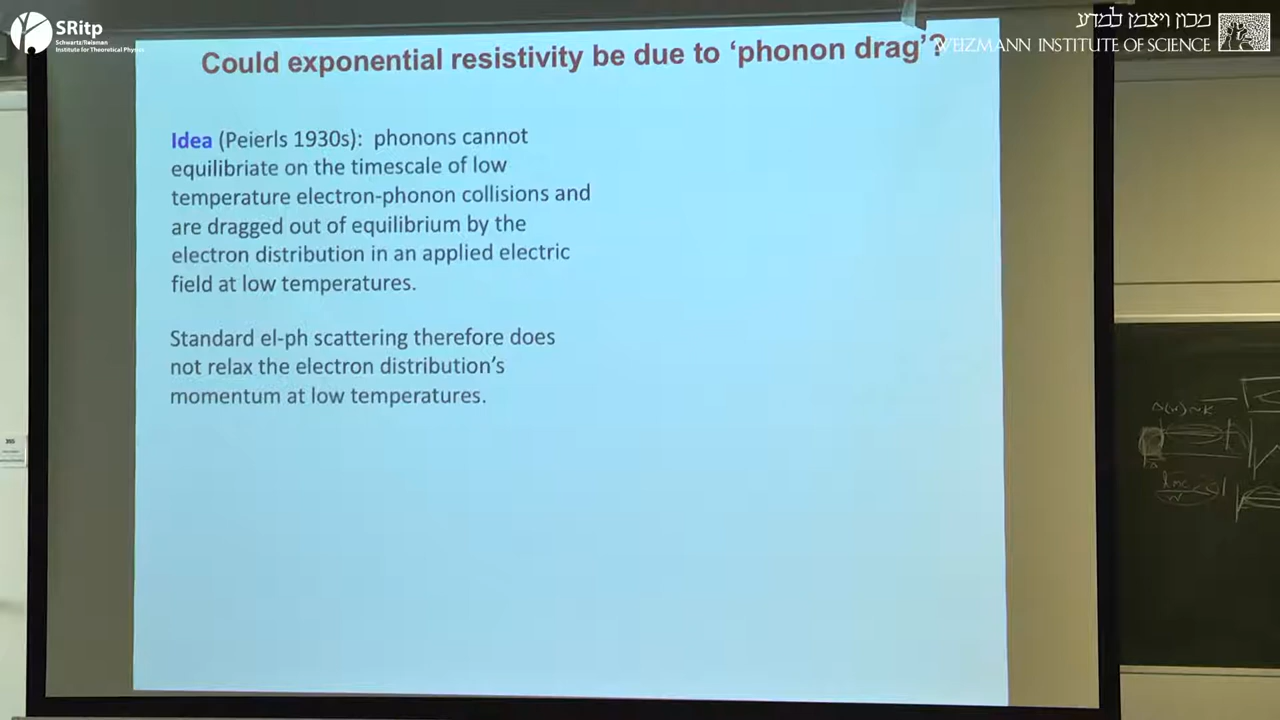 SRitp
Schwartz/Reisman
Institute for Theoretical Physics
מכון ויצמן למדע
WEIZMANN INSTITUTE OF SCIENCE
Could exponential resistivity be due to ‘phonon drag’?
Idea (Peierls 1930s): phonons cannot
equilibriate on the timescale of low
temperature electron-phonon collisions and
are dragged out of equilibrium by the
electron distribution in an applied electric
field at low temperatures.
Standard el-ph scattering therefore does
not relax the electron distribution’s
momentum at low temperatures.